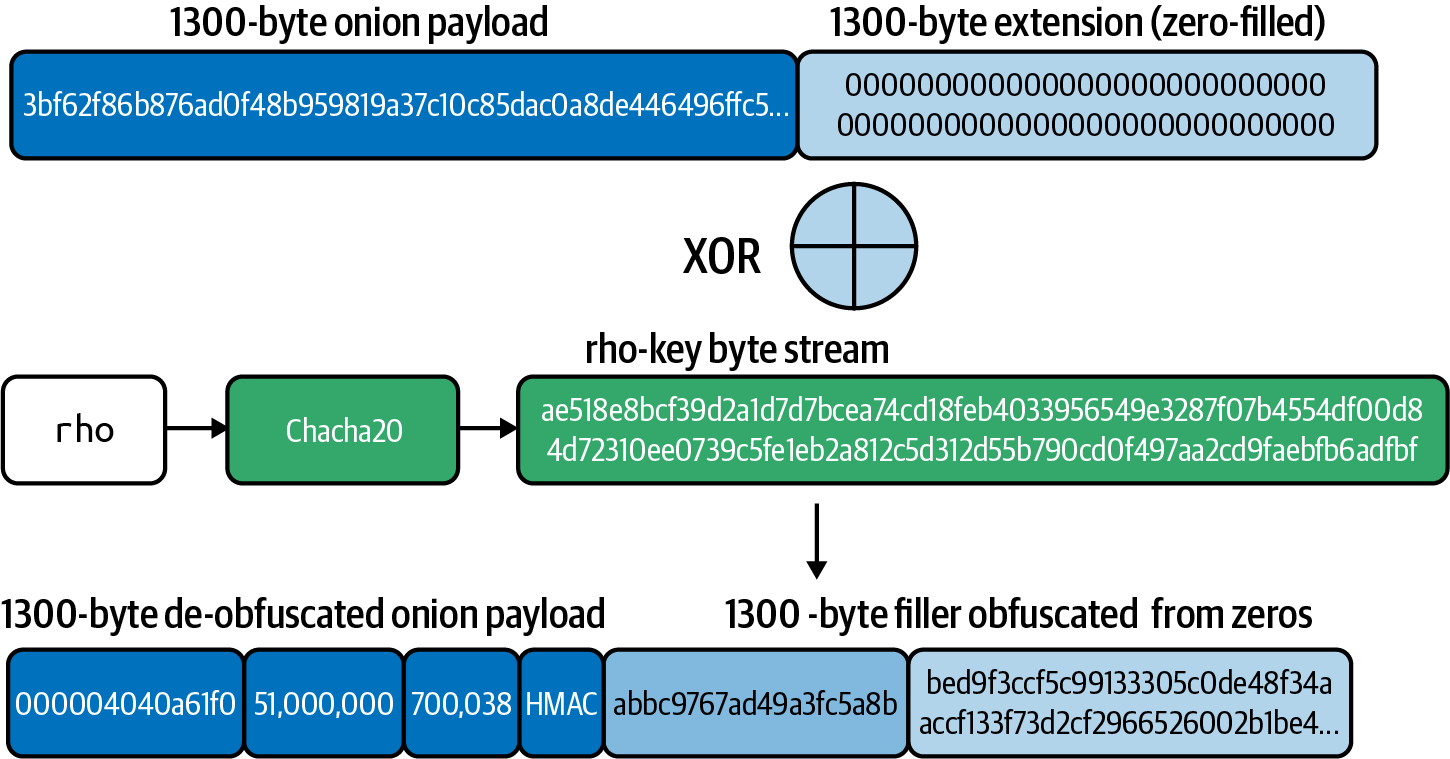 1300-byte onion payload
1300-byte extension (zero-filled)
3bf62f86b876ad0f48b959819a37c10c85dac0a8de446496ffc5...
000000000000000000000000000
0000000000000000000000000000
XOR
rho-key byte stream
rho
Chacha20
ae518e8bcf39d2a1d7d7bcea74cd18feb4033956549e3287f07b4554df00d8
4d72310ee0739c5fe1eb2a812c5d312d55b790cd0f497aa2cd9faebfb6adfbf
1300-byte de-obfuscated onion payload
1300 -byte filler obfuscated from zeros
000004040a61f0
51,000,000
700,038
HMAC
abbc9767ad49a3fc5a8b
bed9f3ccf5c99133305c0de48f34a
accf133f73d2cf2966526002b1be4...